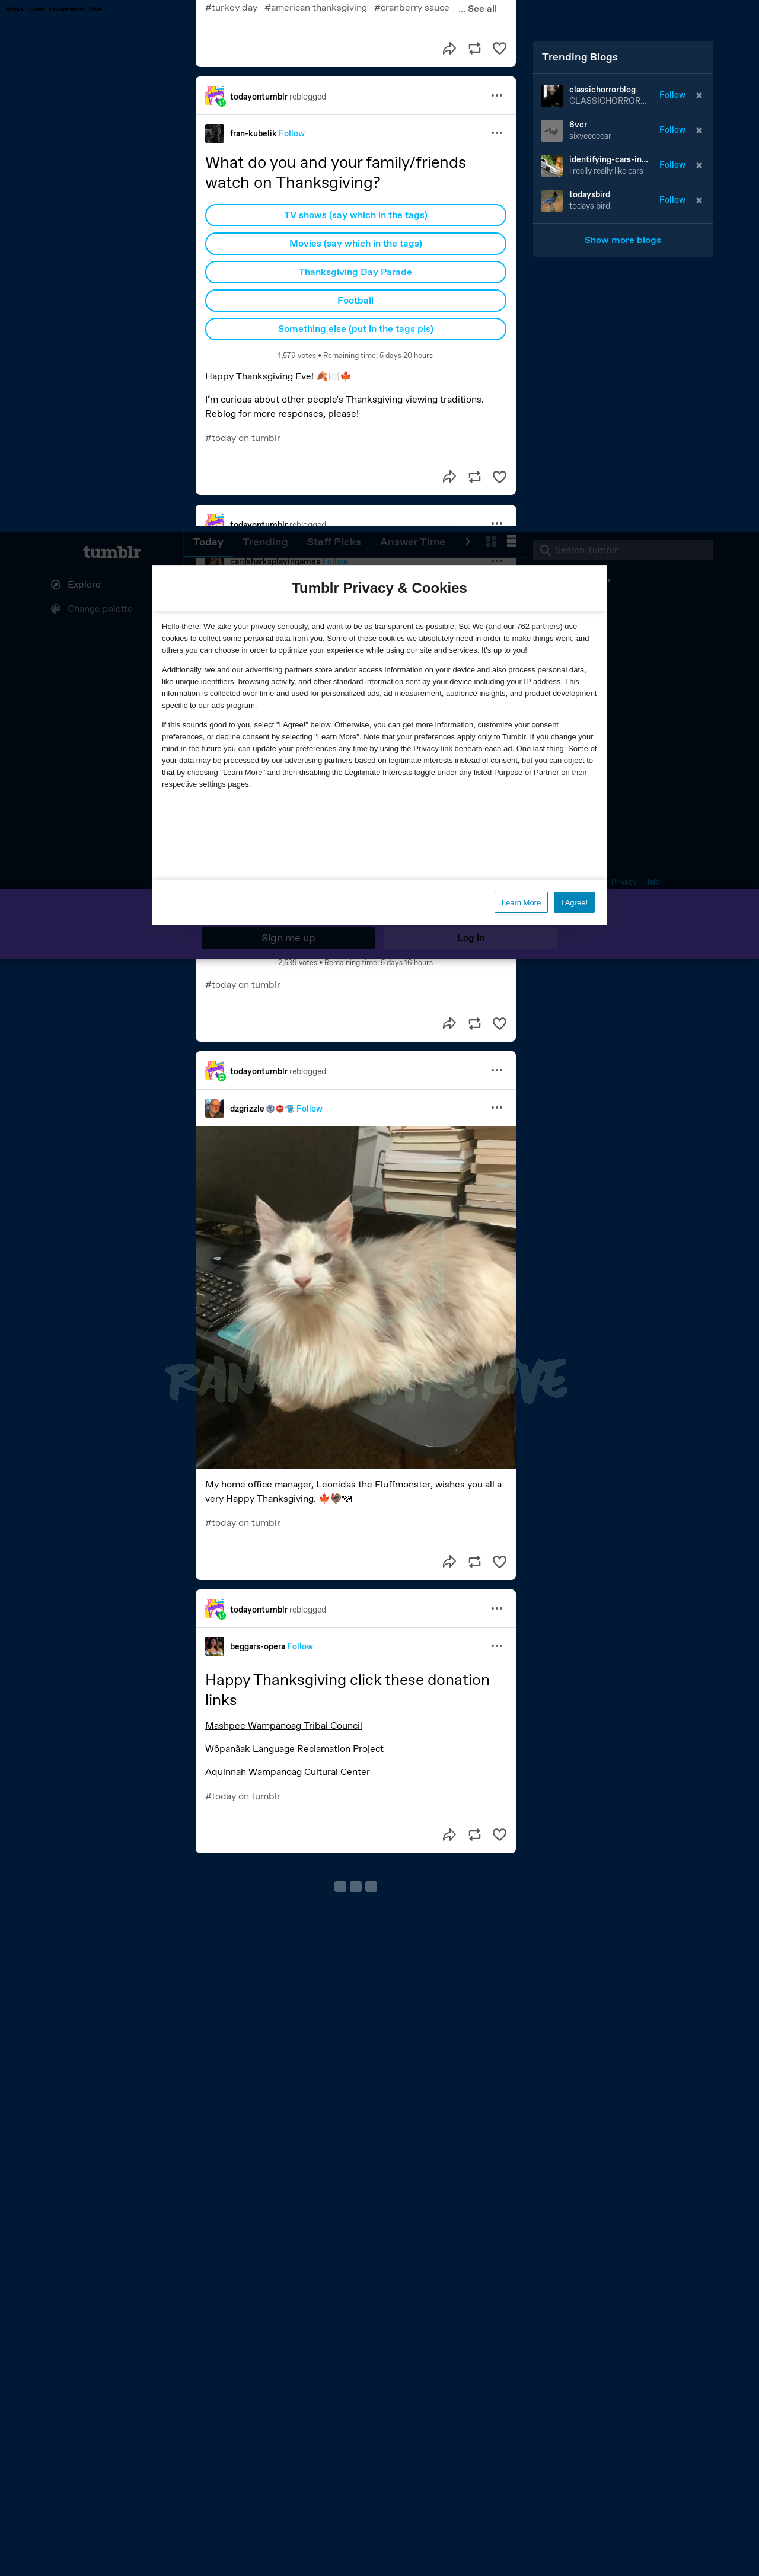 #turkey day #american thanksgiving #cranberry sauce ... See all
todayontumblr reblogged
fran-kubelik Follow
What do you and your family/friends
watch on Thanksgiving?
TV shows (say which in the tags)
Movies (say which in the tags)
Thanksgiving Day Parade
Football
Something else (put in the tags pls)
1,579 votes • Remaining time: 5 days 20 hours
Happy Thanksgiving Eve! 🍂🍽️🍁
I'm curious about other people's Thanksgiving viewing traditions.
Reblog for more responses, please!
#today on tumblr
Trending Blogs
classichorrorblog
CLASSICHORROR...
Follow
6vcr
sixveeceear
Follow
identifying-cars-in...
i really really like cars
Follow
todaysbird
todays bird
Follow
Show more blogs
todayontumblr reblogged
tumblr
Today Trending Staff Picks Answer Time
Search Tumblr
cardsharksplayingames Follow
Explore
Change palette
Tumblr Privacy & Cookies
Hello there! We take your privacy seriously, and want to be as transparent as possible. So: We (and our 762 partners) use
cookies to collect some personal data from you. Some of these cookies we absolutely need in order to make things work, and
others you can choose in order to optimize your experience while using our site and services. It's up to you!
Additionally, we and our advertising partners store and/or access information on your device and also process personal data,
like unique identifiers, browsing activity, and other standard information sent by your device including your IP address. This
information is collected over time and used for personalized ads, ad measurement, audience insights, and product development
specific to our ads program.
If this sounds good to you, select "I Agree!" below. Otherwise, you can get more information, customize your consent
preferences, or decline consent by selecting "Learn More". Note that your preferences apply only to Tumblr. If you change your
mind in the future you can update your preferences any time by using the Privacy link beneath each ad. One last thing: Some of
your data may be processed by our advertising partners based on legitimate interests instead of consent, but you can object to
that by choosing "Learn More" and then disabling the Legitimate Interests toggle under any listed Purpose or Partner on their
respective settings pages.
Privacy Help
Learn More
I Agree!
Sign me up
Log in
2,539 votes • Remaining time: 5 days 16 hours
#today on tumblr
todayontumblr reblogged
dzgrizzle Follow
My home office manager, Leonidas the Fluffmonster, wishes you all a
very Happy Thanksgiving. 🍁🦃🍽
#today on tumblr
todayontumblr reblogged
beggars-opera Follow
Happy Thanksgiving click these donation
links
Mashpee Wampanoag Tribal Council
Wôpanâak Language Reclamation Project
Aquinnah Wampanoag Cultural Center
#today on tumblr